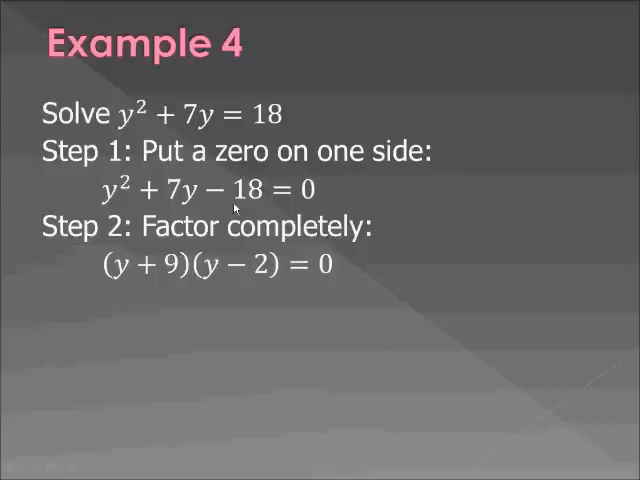 Example 4
Solve y² + 7y = 18
Step 1: Put a zero on one side:
y² + 7y − 18 = 0
Step 2: Factor completely:
(y + 9)(y − 2) = 0